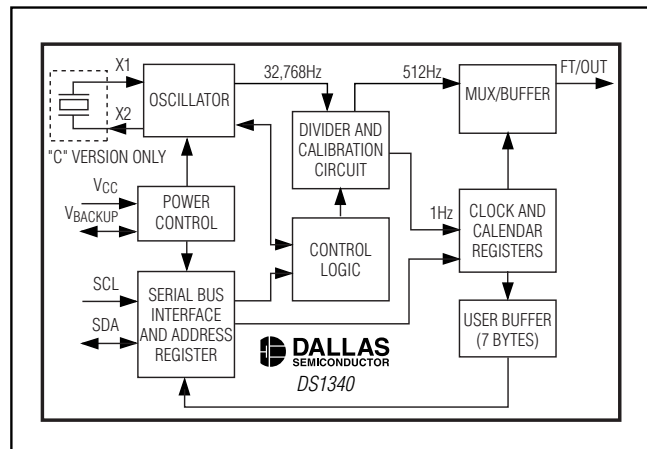 X1
X2
"C" VERSION ONLY
OSCILLATOR
32,768Hz
512Hz
MUX/BUFFER
FT/OUT
DIVIDER AND
CALIBRATION
CIRCUIT
VCC
VBACKUP
POWER
CONTROL
1Hz
CLOCK AND
CALENDAR
REGISTERS
CONTROL
LOGIC
SCL
SDA
SERIAL BUS
INTERFACE
AND ADDRESS
REGISTER
USER BUFFER
(7 BYTES)
DALLAS
SEMICONDUCTOR
DS1340